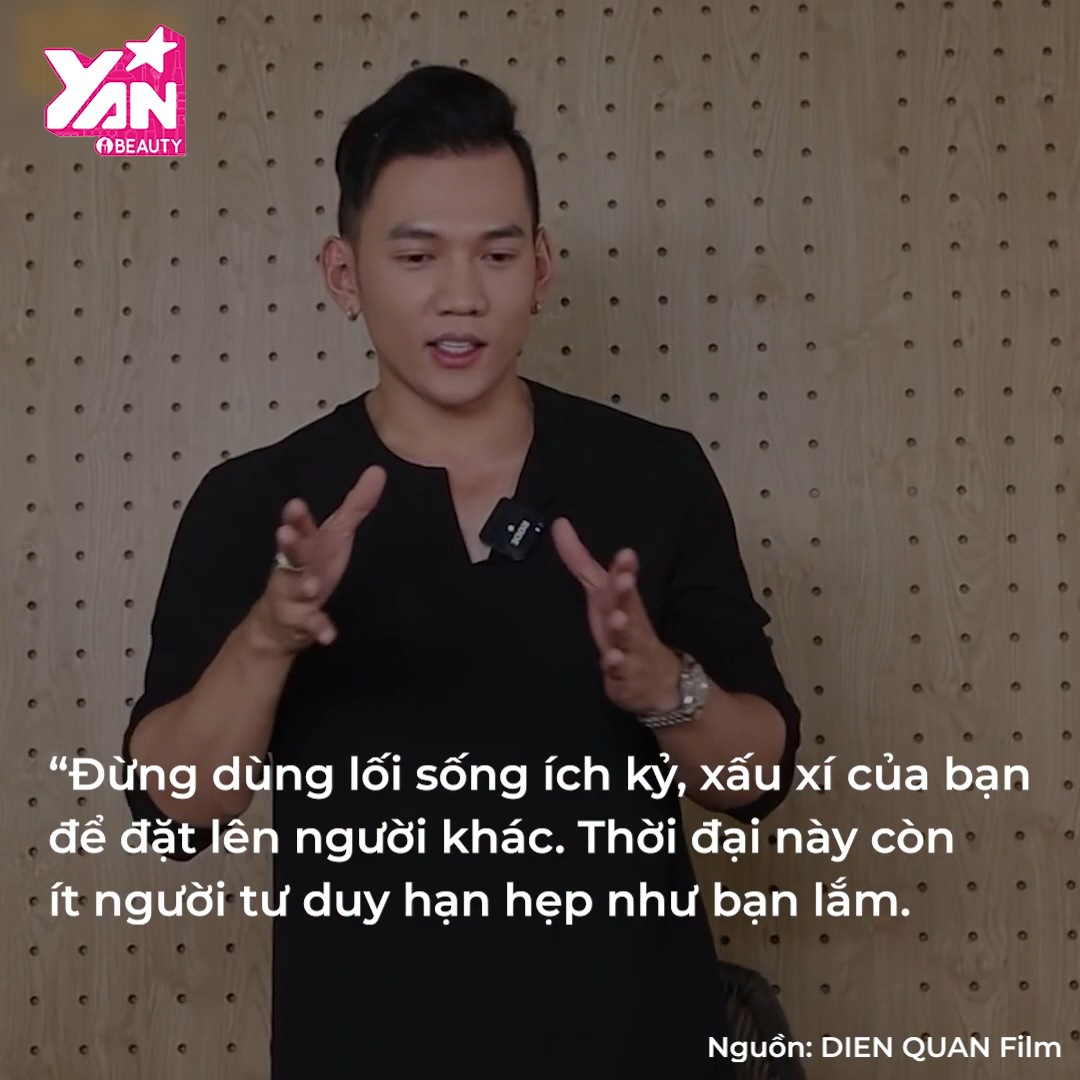 YAN
BEAUTY
“Đừng dùng lối sống ích kỷ, xấu xí của bạn
để đặt lên người khác. Thời đại này còn
ít người tư duy hạn hẹp như bạn lắm.
Nguồn: DIEN QUAN Film